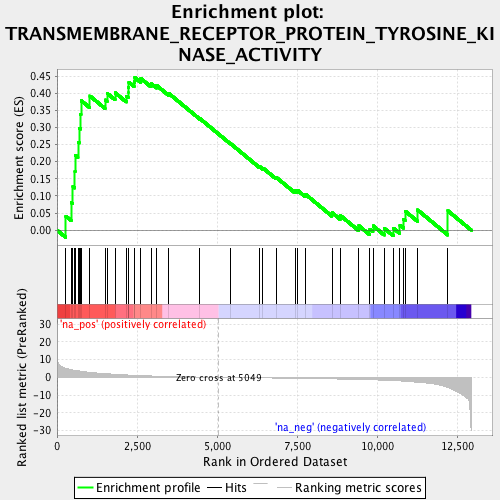 Enrichment plot:
TRANSMEMBRANE_RECEPTOR_PROTEIN_TYROSINE_KI
NASE_ACTIVITY
Enrichment score (ES)
0.45
0.40
0.35
0.30
0.25
0.20
0.15
0.10
0.05
0.00
'na_pos' (positively correlated)
Ranked list metric (PreRanked)
30
20
10
0
-10
-20
-30
Zero cross at 5049
'na_neg' (negatively correlated)
0
2,500
5,000
7,500
10,000
12,500
Rank in Ordered Dataset
Enrichment profile
Hits
Ranking metric scores